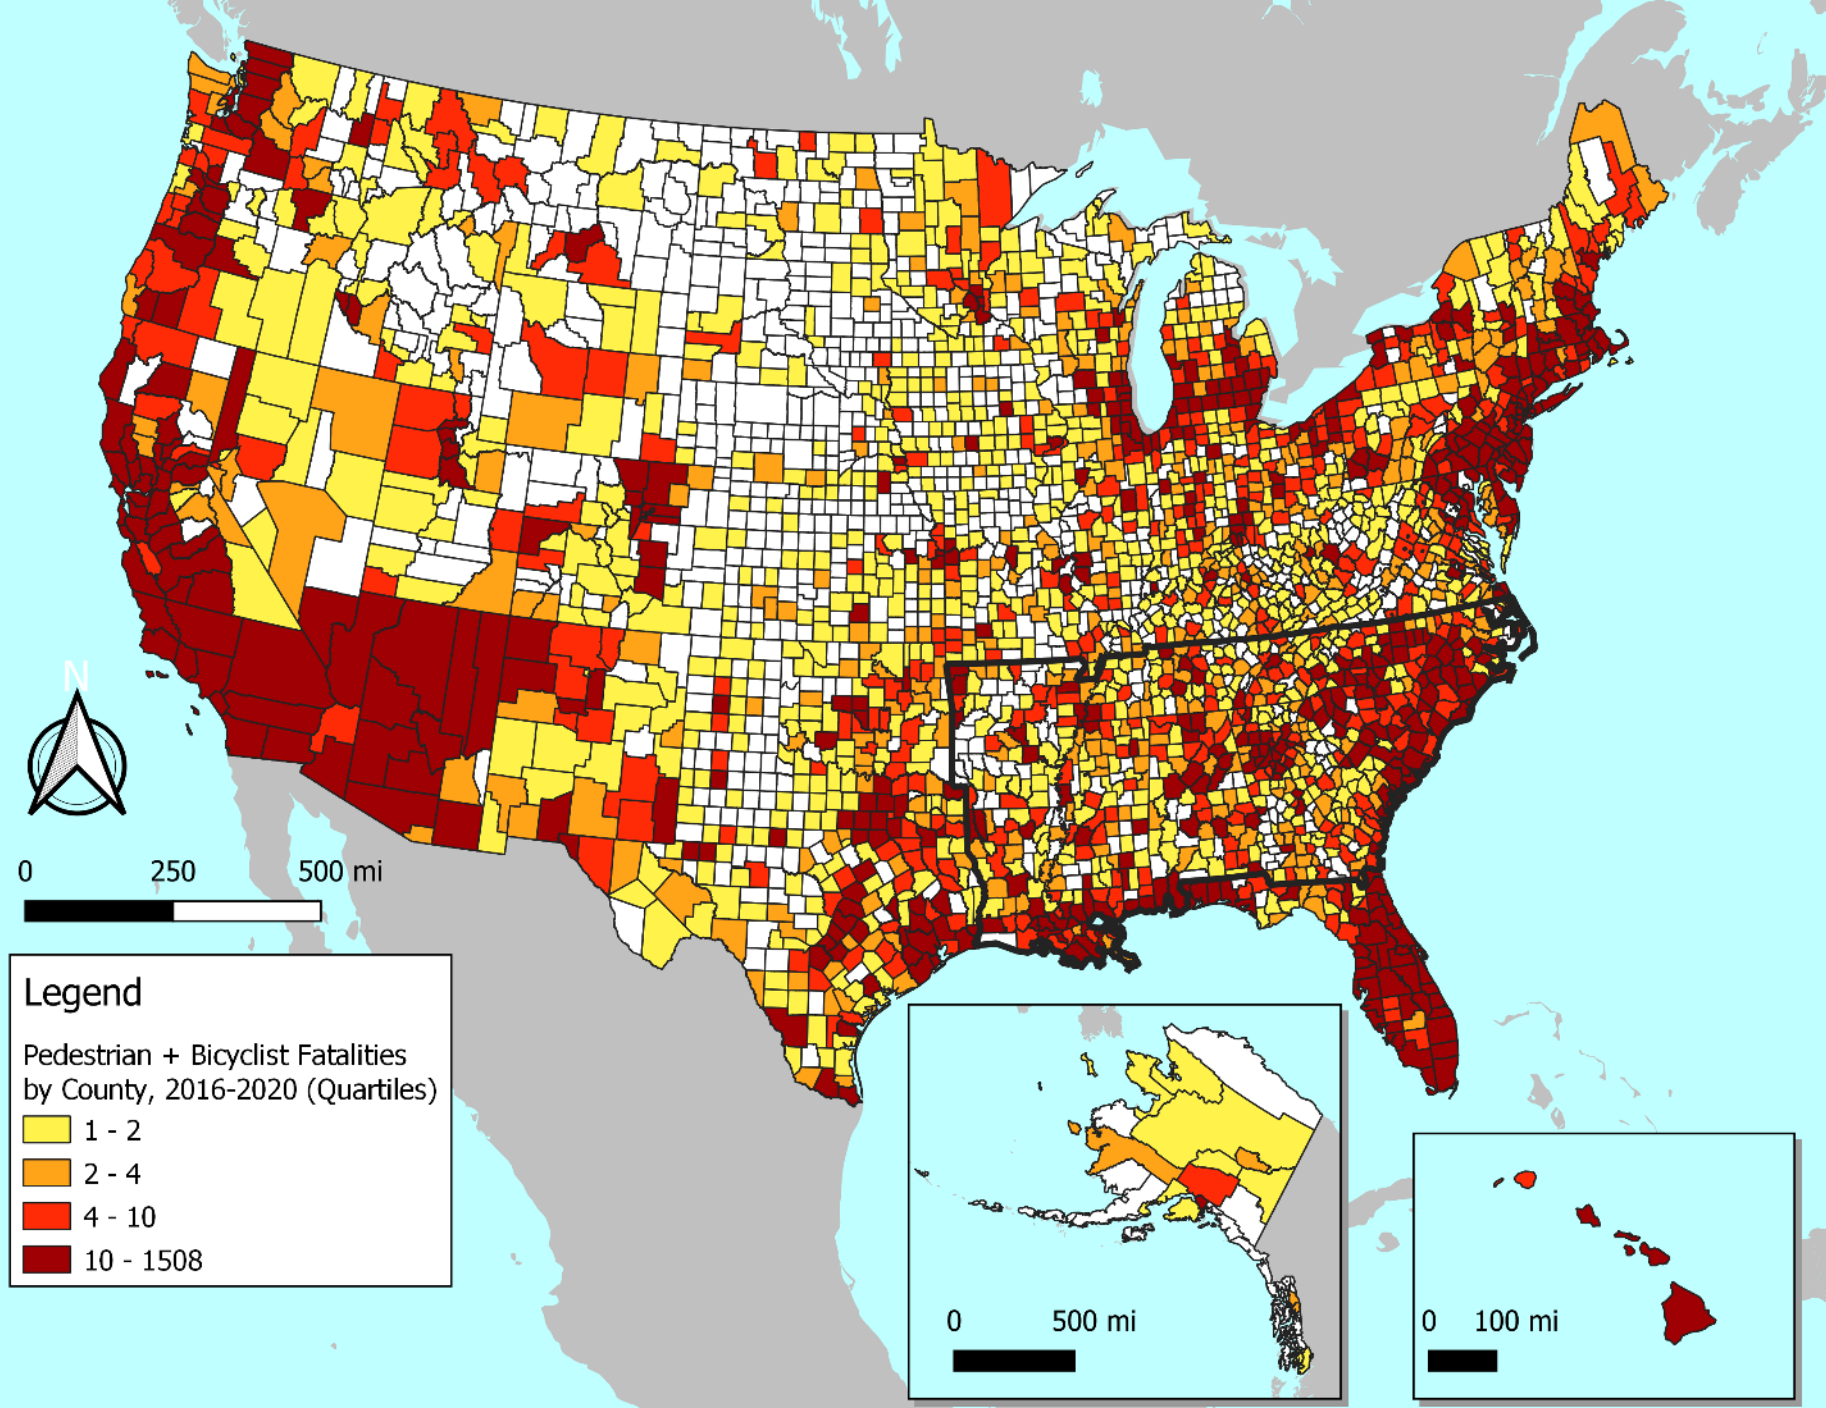 N
0 250 500 mi
Legend
Pedestrian + Bicyclist Fatalities
by County, 2016-2020 (Quartiles)
1 - 2
2 - 4
4 - 10
10 - 1508
0 500 mi
0 100 mi